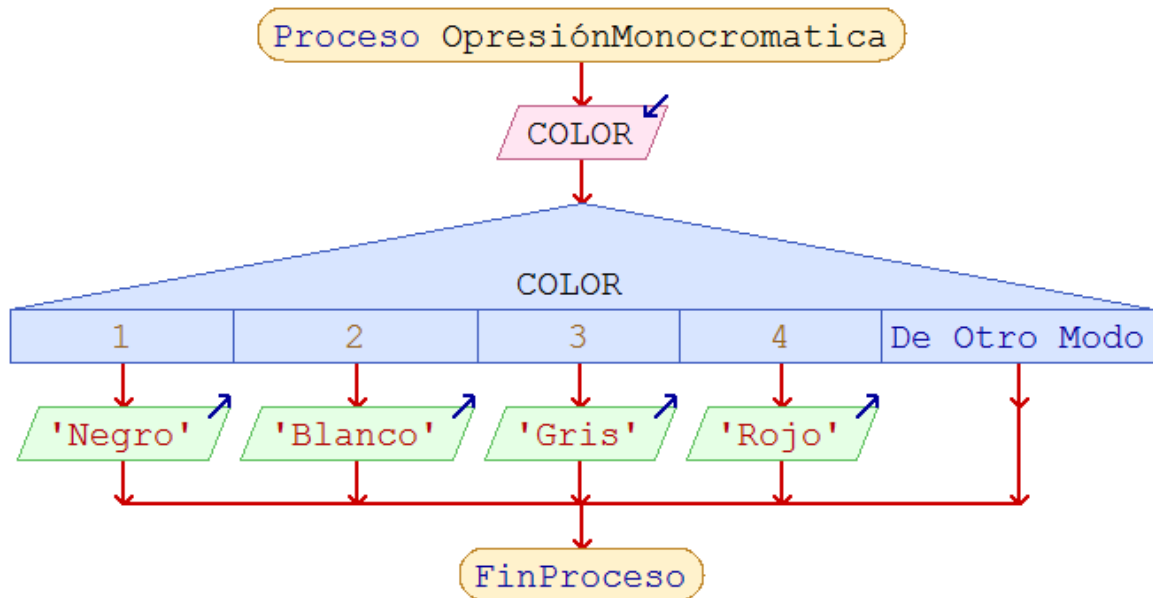 Proceso OpresiónMonocromatica
COLOR
COLOR
1 2 3 4 De Otro Modo
'Negro' 'Blanco' 'Gris' 'Rojo'
FinProceso